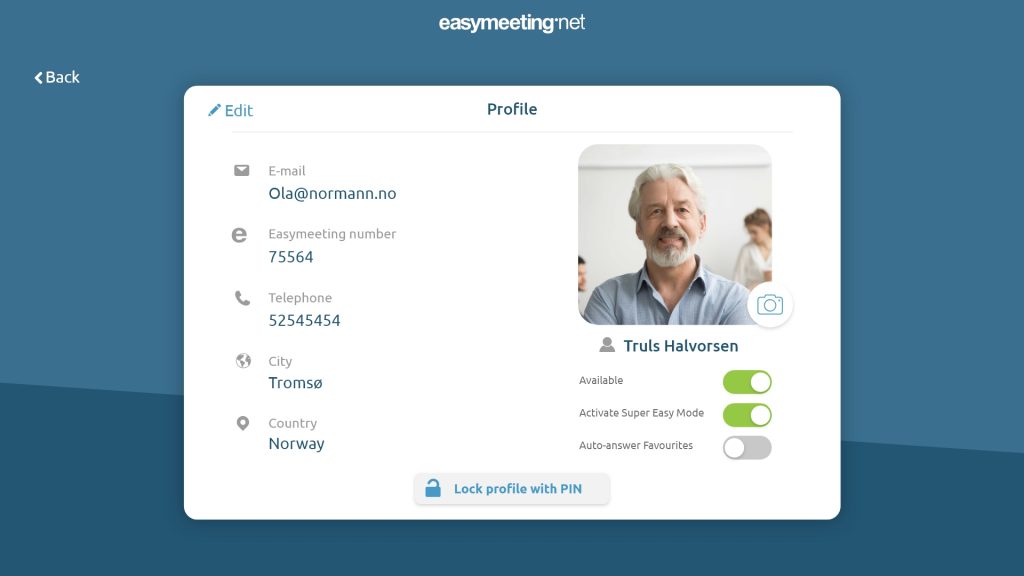 easymeeting.net
Back
Edit
Profile
E-mail
Ola@normann.no
Easymeeting number
75564
Telephone
52545454
City
Tromsø
Country
Norway
Truls Halvorsen
Available
Activate Super Easy Mode
Auto-answer Favourites
Lock profile with PIN